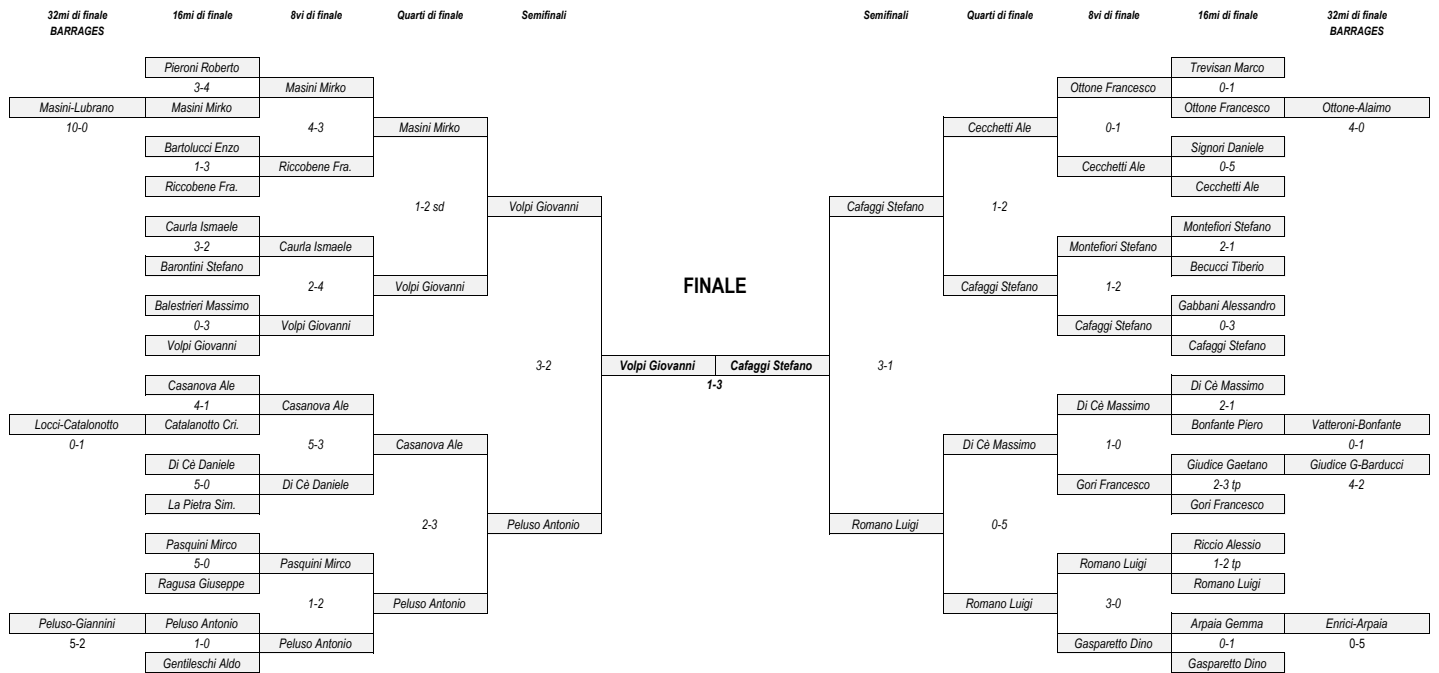 32mi di finale 16mi di finale 8vi di finale Quarti di finale Semifinali Semifinali Quarti di finale 8vi di finale 16mi di finale 32mi di finale
BARRAGES BARRAGES
Pieroni Roberto Trevisan Marco
3-4 Masini Mirko Ottone Francesco 0-1
Masini-Lubrano Masini Mirko Ottone Francesco Ottone-Alaimo
10-0 4-3 Masini Mirko Cecchetti Ale 0-1 4-0
Bartolucci Enzo Signori Daniele
1-3 Riccobene Fra. Cecchetti Ale 0-5
Riccobene Fra. Cecchetti Ale
1-2 sd Volpi Giovanni Cafaggi Stefano 1-2
Caurla Ismaele Montefiori Stefano
3-2 Caurla Ismaele Montefiori Stefano 2-1
Barontini Stefano Becucci Tiberio
2-4 Volpi Giovanni FINALE Cafaggi Stefano 1-2
Balestrieri Massimo Gabbani Alessandro
0-3 Volpi Giovanni Cafaggi Stefano 0-3
Volpi Giovanni Cafaggi Stefano
3-2 Volpi Giovanni Cafaggi Stefano 3-1
Casanova Ale 1-3 Di Cè Massimo
4-1 Casanova Ale Di Cè Massimo 2-1
Locci-Catalonotto Catalanotto Cri. Bonfante Piero Vatteroni-Bonfante
0-1 5-3 Casanova Ale Di Cè Massimo 1-0 0-1
Di Cè Daniele Giudice Gaetano Giudice G-Barducci
5-0 Di Cè Daniele Gori Francesco 2-3 tp 4-2
La Pietra Sim. Gori Francesco
2-3 Peluso Antonio Romano Luigi 0-5
Pasquini Mirco Riccio Alessio
5-0 Pasquini Mirco Romano Luigi 1-2 tp
Ragusa Giuseppe Romano Luigi
1-2 Peluso Antonio Romano Luigi 3-0
Peluso-Giannini Peluso Antonio Arpaia Gemma Enrici-Arpaia
5-2 1-0 Peluso Antonio Gasparetto Dino 0-1 0-5
Gentileschi Aldo Gasparetto Dino